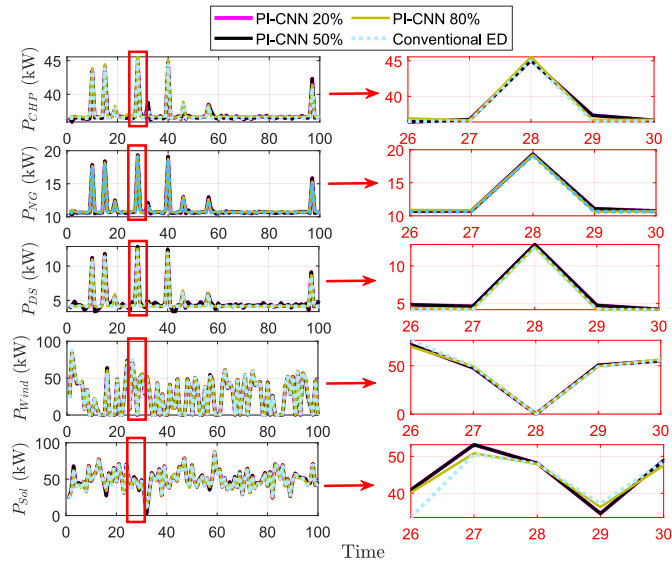 PI-CNN 20% PI-CNN 80%
PI-CNN 50% Conventional ED
P_CHP (kW)
45
40
0 20 40 60 80 100
45
40
26 27 28 29 30
P_NG (kW)
20
15
10
0 20 40 60 80 100
20
15
10
26 27 28 29 30
P_DS (kW)
10
5
0 20 40 60 80 100
10
5
26 27 28 29 30
P_Wind (kW)
100
50
0
0 20 40 60 80 100
50
0
26 27 28 29 30
P_Sol (kW)
100
50
0
0 20 40 60 80 100
50
40
26 27 28 29 30
Time